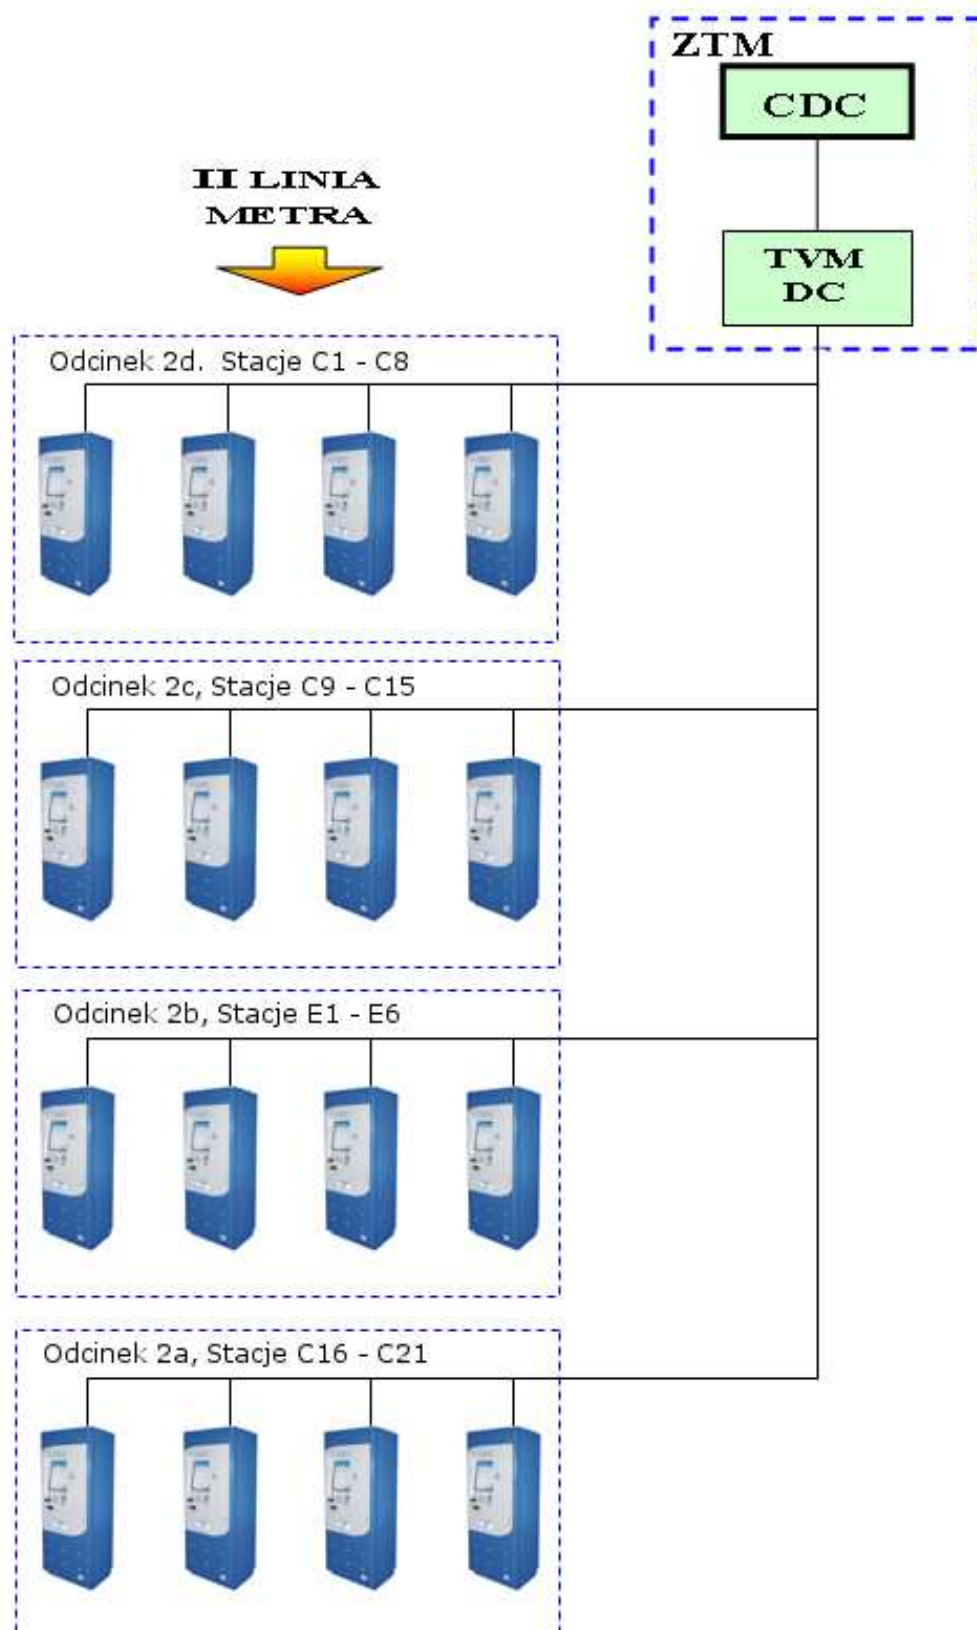 ZTM
CDC
II LINIA
METRA
TVM
DC
Odcinek 2d. Stacje C1 - C8
Odcinek 2c, Stacje C9 - C15
Odcinek 2b, Stacje E1 - E6
Odcinek 2a, Stacje C16 - C21